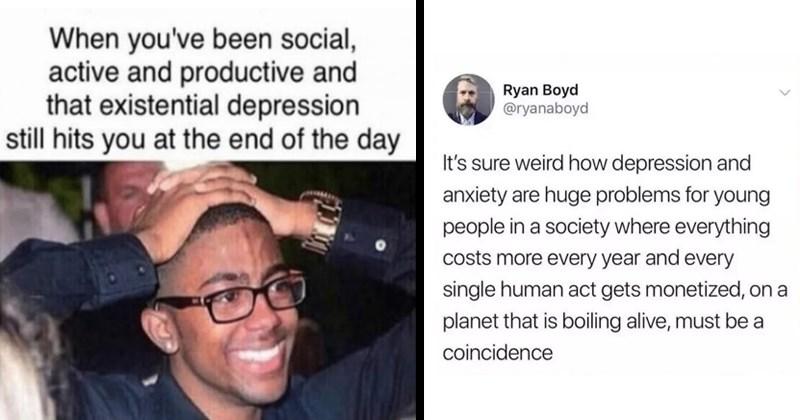 When you've been social,
active and productive and
that existential depression
still hits you at the end of the day
Ryan Boyd
@ryanaboyd
It's sure weird how depression and
anxiety are huge problems for young
people in a society where everything
costs more every year and every
single human act gets monetized, on a
planet that is boiling alive, must be a
coincidence